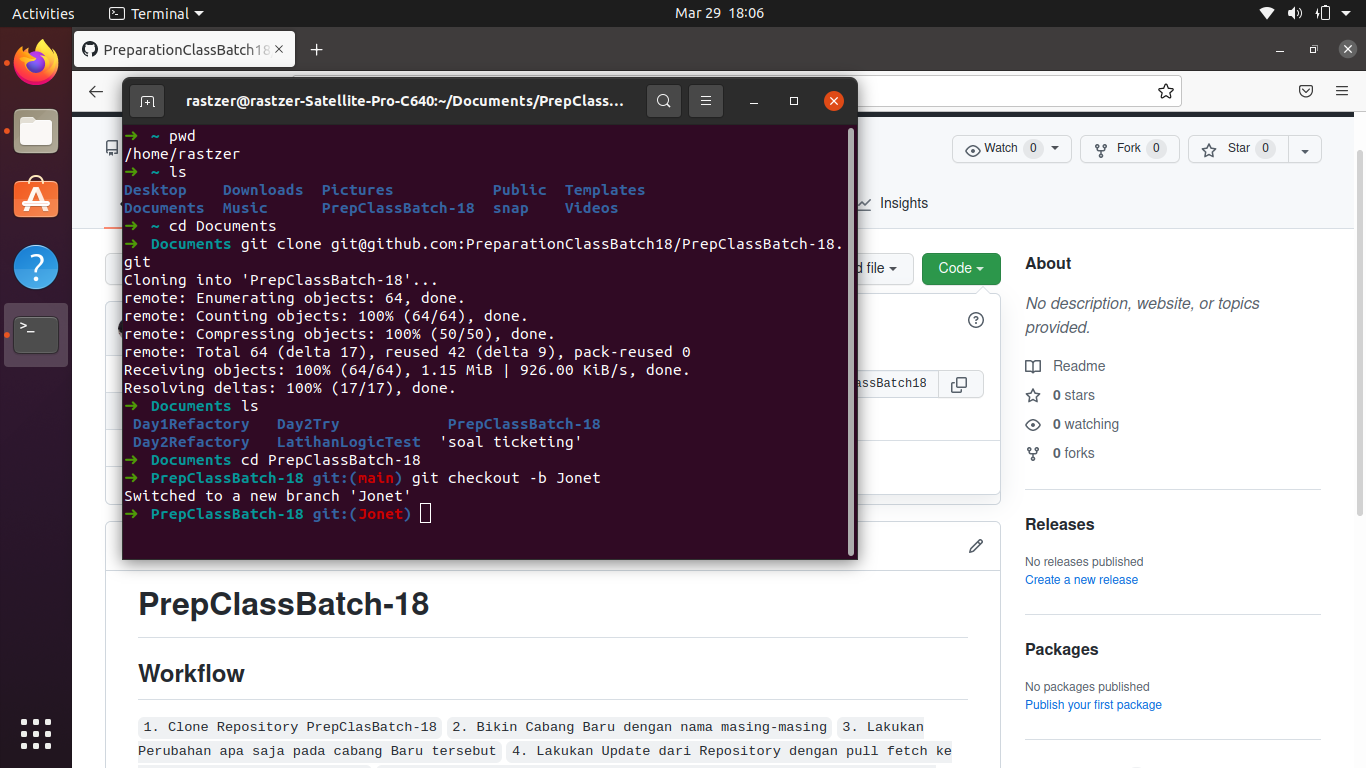 Activities
Terminal
Mar 29 18:06
PreparationClassBatch18
rastzer@rastzer-Satellite-Pro-C640:~/Documents/PrepClass...
➜ ~ pwd
/home/rastzer
➜ ~ ls
Desktop Downloads Pictures Public Templates
Documents Music PrepClassBatch-18 snap Videos
➜ ~ cd Documents
➜ Documents git clone git@github.com:PreparationClassBatch18/PrepClassBatch-18.
git
Cloning into 'PrepClassBatch-18'...
remote: Enumerating objects: 64, done.
remote: Counting objects: 100% (64/64), done.
remote: Compressing objects: 100% (50/50), done.
remote: Total 64 (delta 17), reused 42 (delta 9), pack-reused 0
Receiving objects: 100% (64/64), 1.15 MiB | 926.00 KiB/s, done.
Resolving deltas: 100% (17/17), done.
➜ Documents ls
Day1Refactory Day2Try PrepClassBatch-18
Day2Refactory LatihanLogicTest 'soal ticketing'
➜ Documents cd PrepClassBatch-18
➜ PrepClassBatch-18 git:(main) git checkout -b Jonet
Switched to a new branch 'Jonet'
➜ PrepClassBatch-18 git:(Jonet)
Watch 0
Fork 0
Star 0
Insights
d file
Code
assBatch18
About
No description, website, or topics
provided.
Readme
0 stars
0 watching
0 forks
Releases
No releases published
Create a new release
Packages
No packages published
Publish your first package
PrepClassBatch-18
Workflow
1. Clone Repository PrepClasBatch-18 2. Bikin Cabang Baru dengan nama masing-masing 3. Lakukan
Perubahan apa saja pada cabang Baru tersebut 4. Lakukan Update dari Repository dengan pull fetch ke